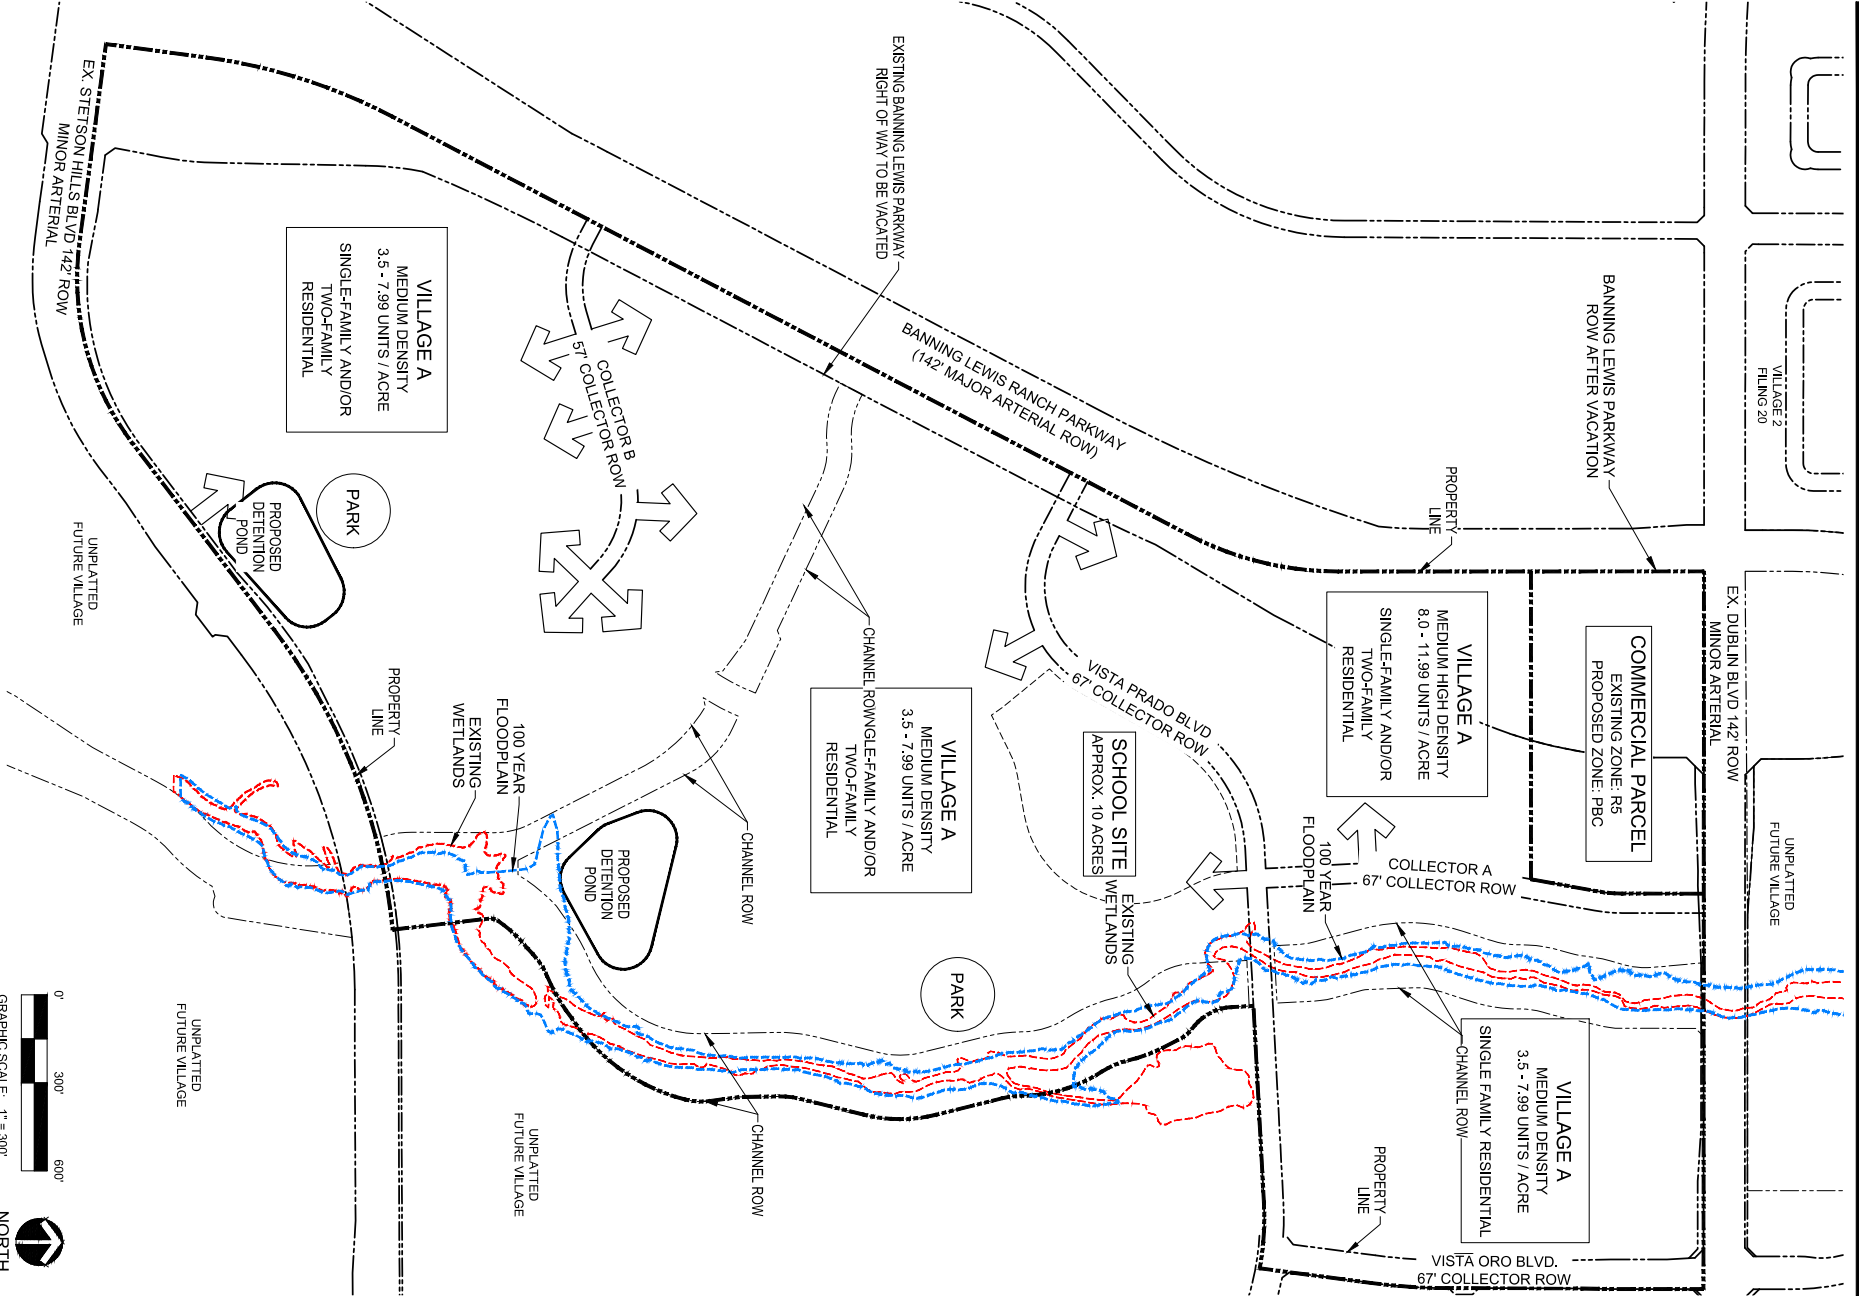 EXISTING BANNING LEWIS PARKWAY
RIGHT OF WAY TO BE VACATED
BANNING LEWIS PARKWAY
ROW AFTER VACATION
VILLAGE 2
FILING 20
EX. STETSON HILLS BLVD 142' ROW
MINOR ARTERIAL
VILLAGE A
MEDIUM DENSITY
3.5 - 7.99 UNITS / ACRE
SINGLE-FAMILY AND/OR
TWO-FAMILY
RESIDENTIAL
COLLECTOR B
57' COLLECTOR ROW
BANNING LEWIS RANCH PARKWAY
(142' MAJOR ARTERIAL ROW)
PROPERTY
LINE
EX. DUBLIN BLVD 142' ROW
MINOR ARTERIAL
COMMERCIAL PARCEL
EXISTING ZONE: R5
PROPOSED ZONE: PBC
VILLAGE A
MEDIUM HIGH DENSITY
8.0 - 11.99 UNITS / ACRE
SINGLE-FAMILY AND/OR
TWO-FAMILY
RESIDENTIAL
PARK
PROPOSED
DETENTION
POND
UNPLATTED
FUTURE VILLAGE
CHANNEL ROW
VILLAGE A
MEDIUM DENSITY
3.5 - 7.99 UNITS / ACRE
NGLE-FAMILY AND/OR
TWO-FAMILY
RESIDENTIAL
VISTA PRADO BLVD
67' COLLECTOR ROW
SCHOOL SITE
APPROX. 10 ACRES
PROPERTY
LINE
100 YEAR
FLOODPLAIN
EXISTING
WETLANDS
CHANNEL ROW
PROPOSED
DETENTION
POND
EXISTING
WETLANDS
100 YEAR
FLOODPLAIN
COLLECTOR A
67' COLLECTOR ROW
UNPLATTED
FUTURE VILLAGE
PARK
CHANNEL ROW
VILLAGE A
MEDIUM DENSITY
3.5 - 7.99 UNITS / ACRE
SINGLE FAMILY RESIDENTIAL
CHANNEL ROW
UNPLATTED
FUTURE VILLAGE
UNPLATTED
FUTURE VILLAGE
PROPERTY
LINE
VISTA ORO BLVD.
67' COLLECTOR ROW
0' 300' 600'
GRAPHIC SCALE: 1" = 300'
NORTH